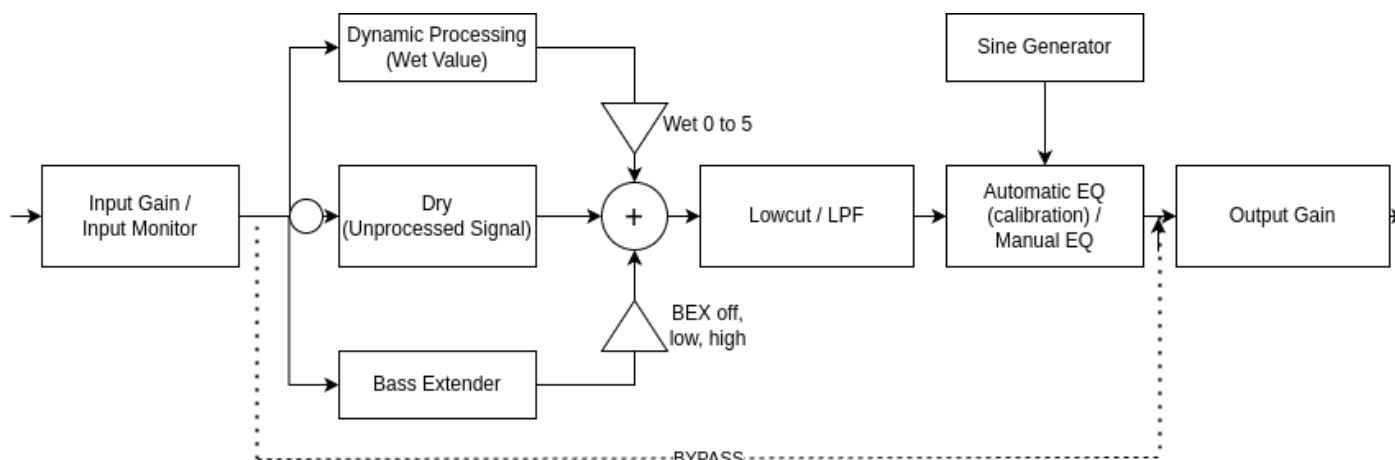 Dynamic Processing
(Wet Value)
Sine Generator
Wet 0 to 5
Input Gain /
Input Monitor
Dry
(Unprocessed Signal)
+
Lowcut / LPF
Automatic EQ
(calibration) /
Manual EQ
Output Gain
BEX off,
low, high
Bass Extender
BYPASS